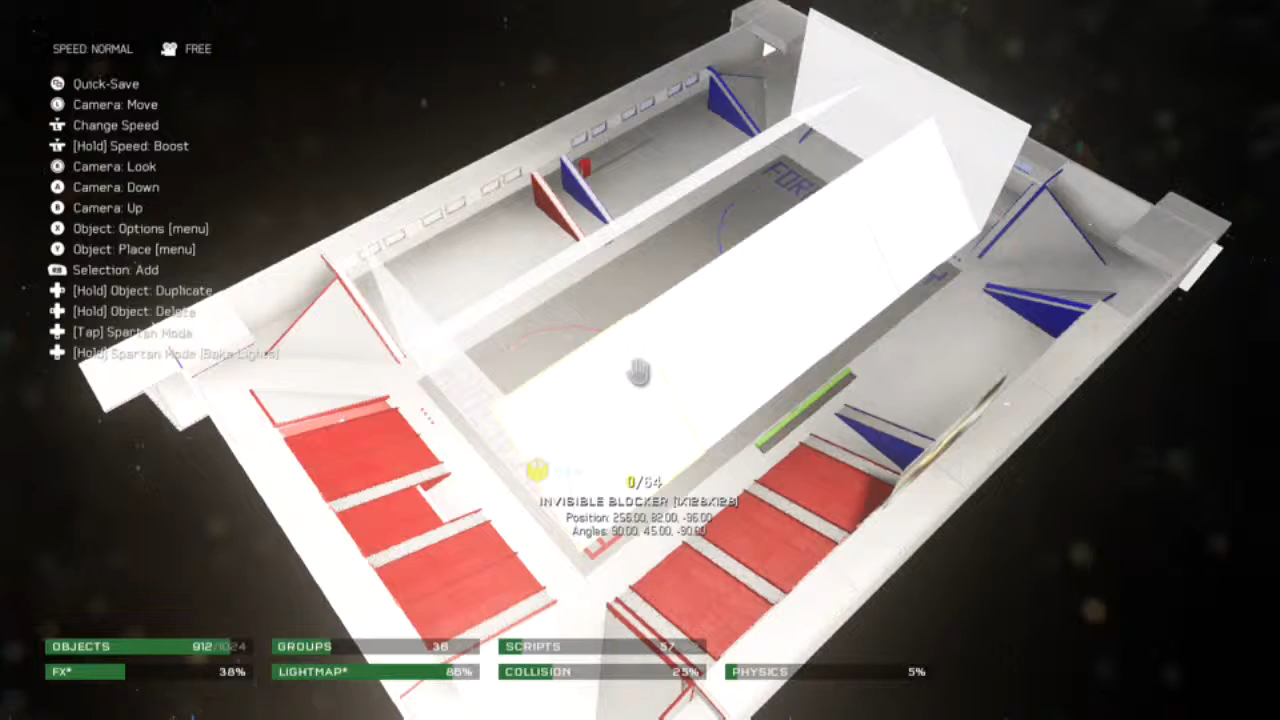 SPEED: NORMAL FREE
Quick-Save
Camera: Move
Change Speed
[Hold] Speed: Boost
Camera: Look
Camera: Down
Camera: Up
Object: Options [menu]
Object: Place [menu]
RB Selection: Add
[Hold] Object: Duplicate
[Hold] Object: Delete
[Tap] Spartan Mode
[Hold] Spartan Mode [Bake Lights]
0/64
INVISIBLE BLOCKER [1X128X128]
Position: 256.00, 82.00, -96.00
Angles: 90.00, 45.00, -90.00
OBJECTS 912/1024 GROUPS 36 SCRIPTS 57
FX* 38% LIGHTMAP* 86% COLLISION 25% PHYSICS 5%